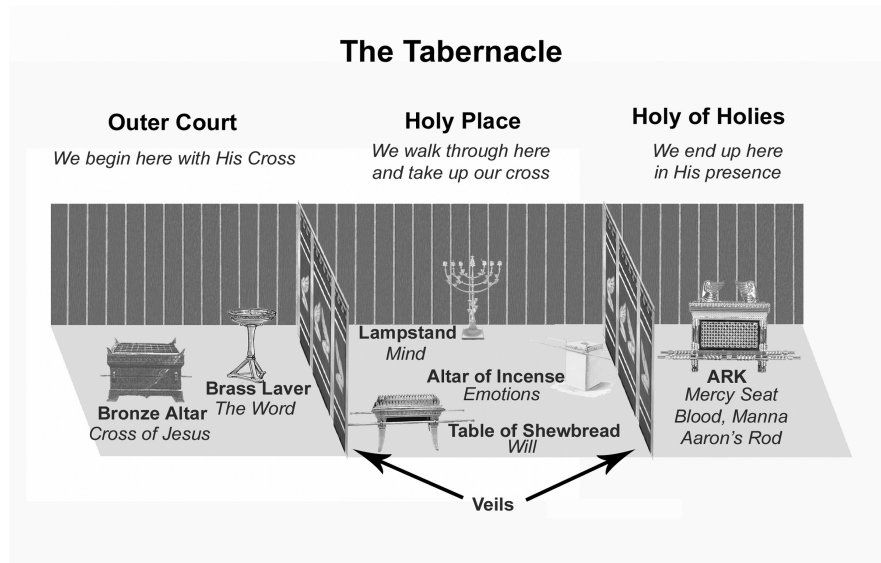 The Tabernacle
Outer Court
We begin here with His Cross
Holy Place
We walk through here
and take up our cross
Holy of Holies
We end up here
in His presence
Bronze Altar
Cross of Jesus
Brass Laver
The Word
Lampstand
Mind
Altar of Incense
Emotions
Table of Shewbread
Will
ARK
Mercy Seat
Blood, Manna
Aaron's Rod
Veils